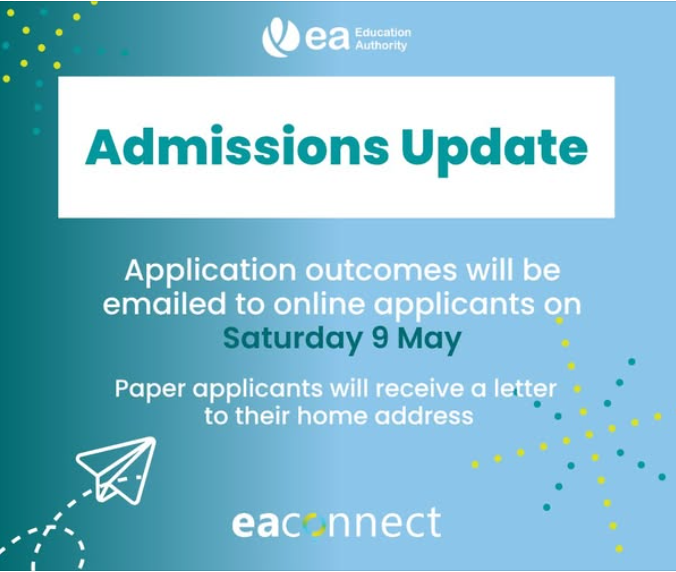 ea Education
Authority
Admissions Update
Application outcomes will be
emailed to online applicants on
Saturday 9 May
Paper applicants will receive a letter
to their home address
eaconnect